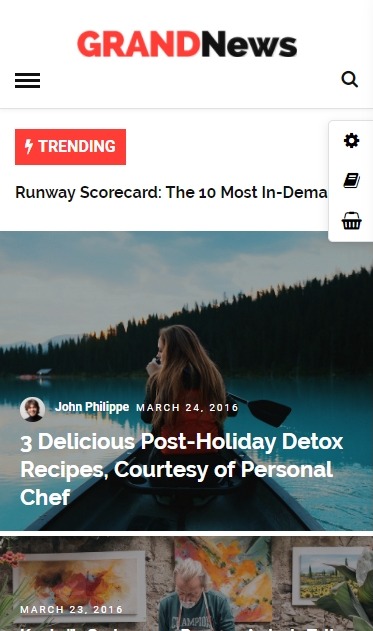 GRANDNews
TRENDING
Runway Scorecard: The 10 Most In-Dema
John Philippe MARCH 24, 2016
3 Delicious Post-Holiday Detox
Recipes, Courtesy of Personal
Chef
MARCH 23, 2016
CHAMPION